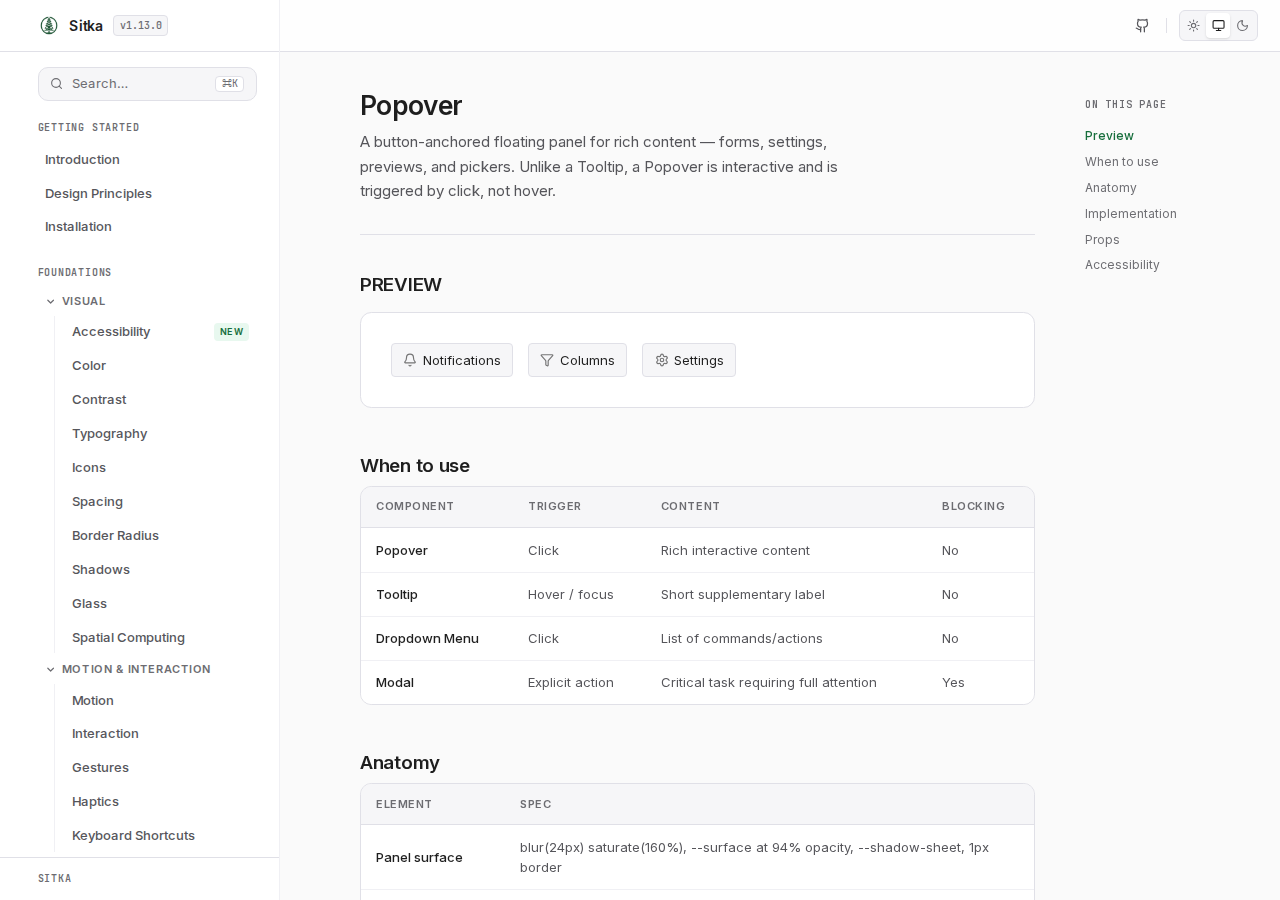 Sitka v1.13.0
Search... ⌘K
GETTING STARTED
Introduction
Design Principles
Installation
FOUNDATIONS
VISUAL
Accessibility NEW
Color
Contrast
Typography
Icons
Spacing
Border Radius
Shadows
Glass
Spatial Computing
MOTION & INTERACTION
Motion
Interaction
Gestures
Haptics
Keyboard Shortcuts
SITKA
Popover
A button-anchored floating panel for rich content — forms, settings,
previews, and pickers. Unlike a Tooltip, a Popover is interactive and is
triggered by click, not hover.
PREVIEW
Notifications Columns Settings
When to use
COMPONENT TRIGGER CONTENT BLOCKING
Popover Click Rich interactive content No
Tooltip Hover / focus Short supplementary label No
Dropdown Menu Click List of commands/actions No
Modal Explicit action Critical task requiring full attention Yes
Anatomy
ELEMENT SPEC
Panel surface blur(24px) saturate(160%), --surface at 94% opacity, --shadow-sheet, 1px
border
ON THIS PAGE
Preview
When to use
Anatomy
Implementation
Props
Accessibility